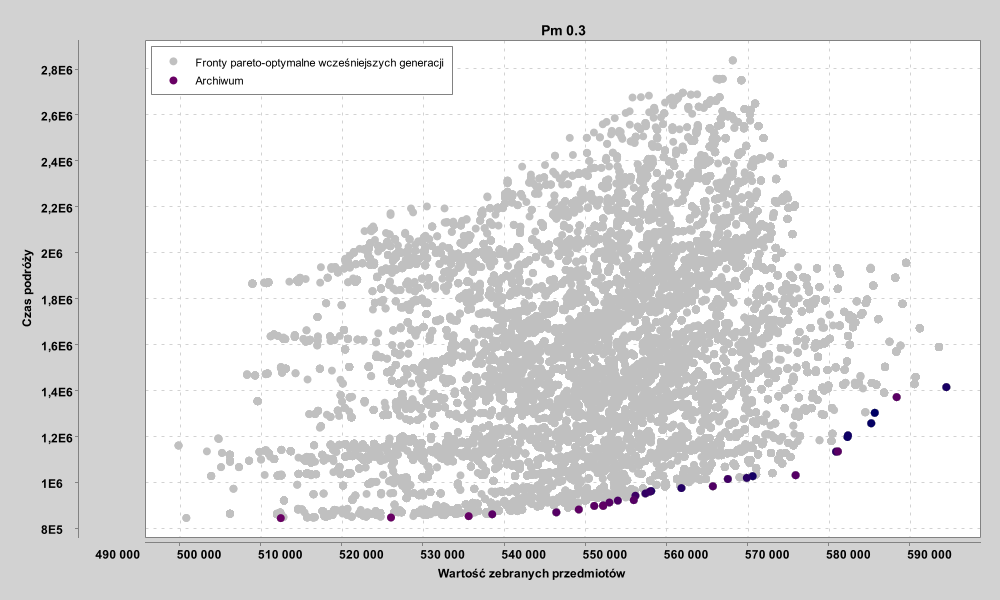 Pm 0.3
Fronty pareto-optymalne wcześniejszych generacji
Archiwum
2,8E6
2,6E6
2,4E6
2,2E6
2E6
1,8E6
1,6E6
1,4E6
1,2E6
1E6
8E5
Czas podróży
490 000 500 000 510 000 520 000 530 000 540 000 550 000 560 000 570 000 580 000 590 000
Wartość zebranych przedmiotów